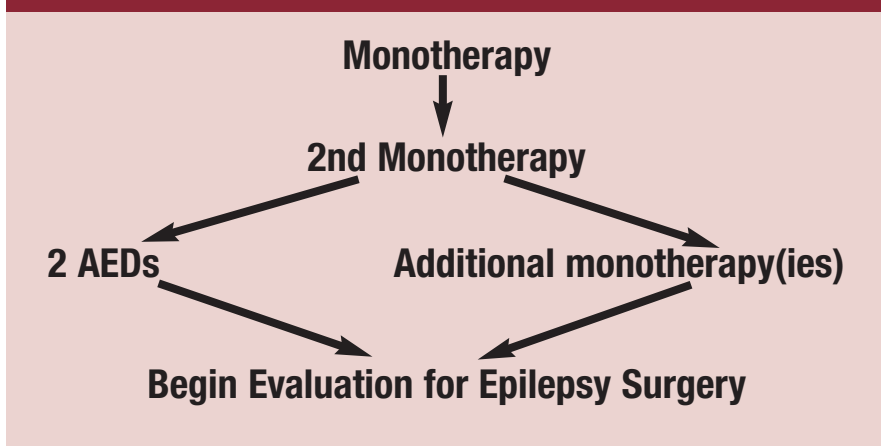 Monotherapy
2nd Monotherapy
2 AEDs
Additional monotherapy(ies)
Begin Evaluation for Epilepsy Surgery